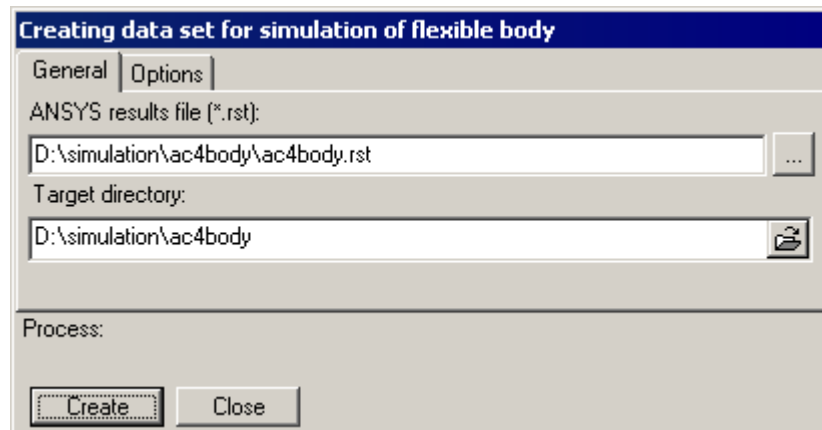 Creating data set for simulation of flexible body
General Options
ANSYS results file (*.rst):
D:\simulation\ac4body\ac4body.rst ...
Target directory:
D:\simulation\ac4body
Process:
Create Close